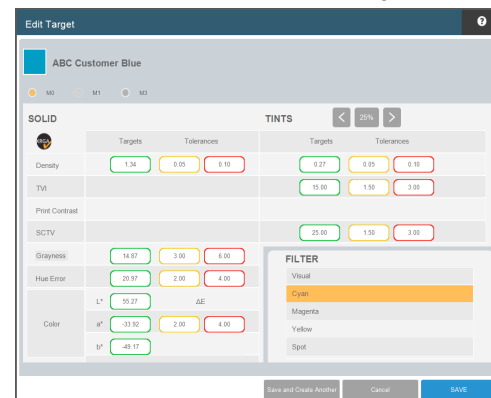 Edit Target
?
ABC Customer Blue
M0 M1 M3
SOLID
TINTS < 25% >
Targets Tolerances Targets Tolerances
Density 1.34 0.05 0.10 0.27 0.05 0.10
TVI 15.00 1.50 3.00
Print Contrast
SCTV 25.00 1.50 3.00
Grayness 14.87 3.00 6.00
Hue Error 20.97 2.00 4.00
Color
L* 55.27 ΔE
a* -33.92 2.00 4.00
b* -49.17
FILTER
Visual
Cyan
Magenta
Yellow
Spot
Save and Create Another Cancel SAVE